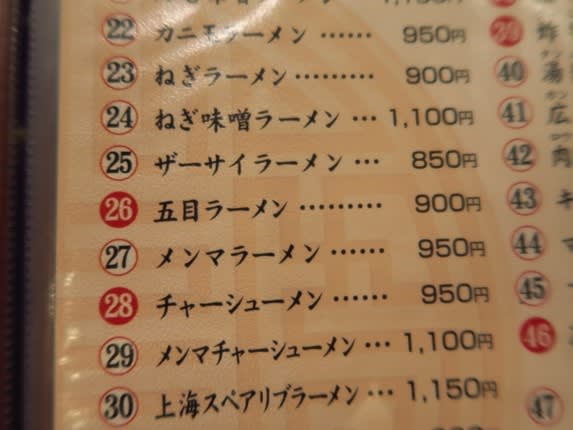 22 カニ玉ラーメン …… 950円
23 ねぎラーメン……… 900円
24 ねぎ味噌ラーメン … 1,100円
25 ザーサイラーメン … 850円
26 五目ラーメン ……… 900円
27 メンマラーメン …… 950円
28 チャーシューメン …… 950円
29 メンマチャーシューメン … 1,100円
30 上海スペアリブラーメン … 1,150円
40 湯
41 広
42 肉
43 キ
44 マ
45
46
47